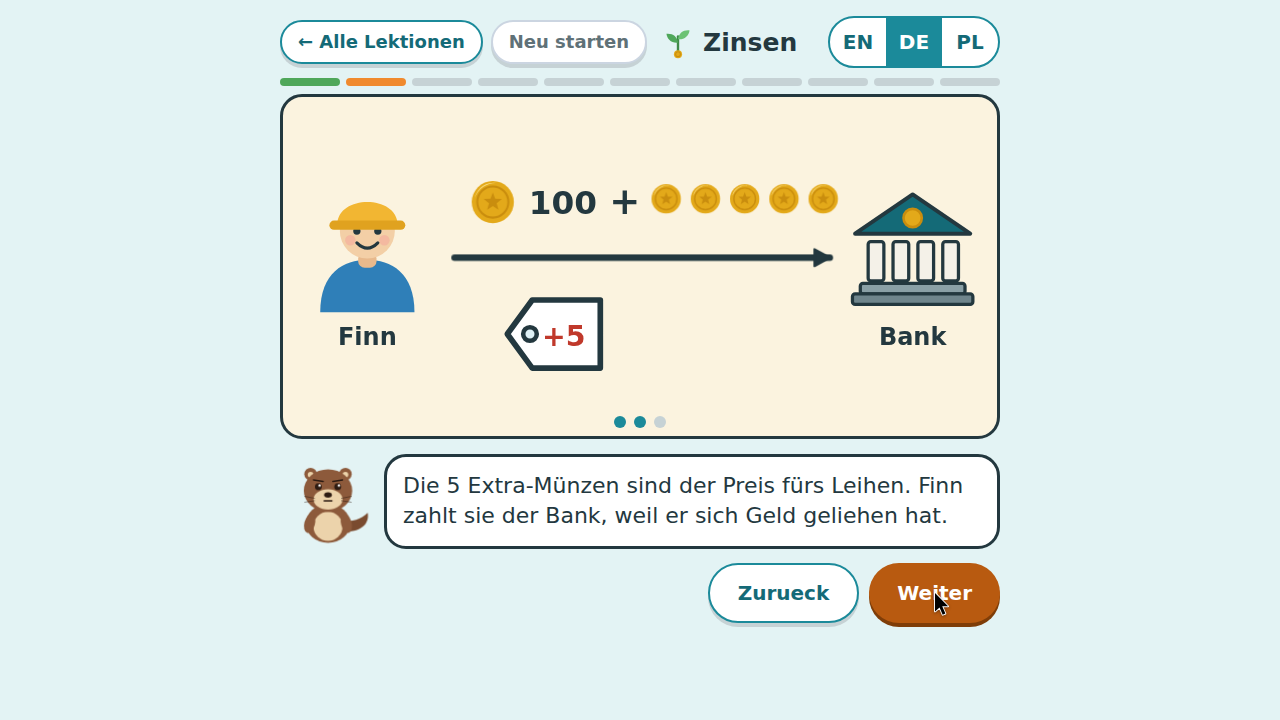 ← Alle Lektionen
Neu starten
Zinsen
EN DE PL
100 +
+5
Finn
Bank
Die 5 Extra-Münzen sind der Preis fürs Leihen. Finn
zahlt sie der Bank, weil er sich Geld geliehen hat.
Zurueck
Weiter